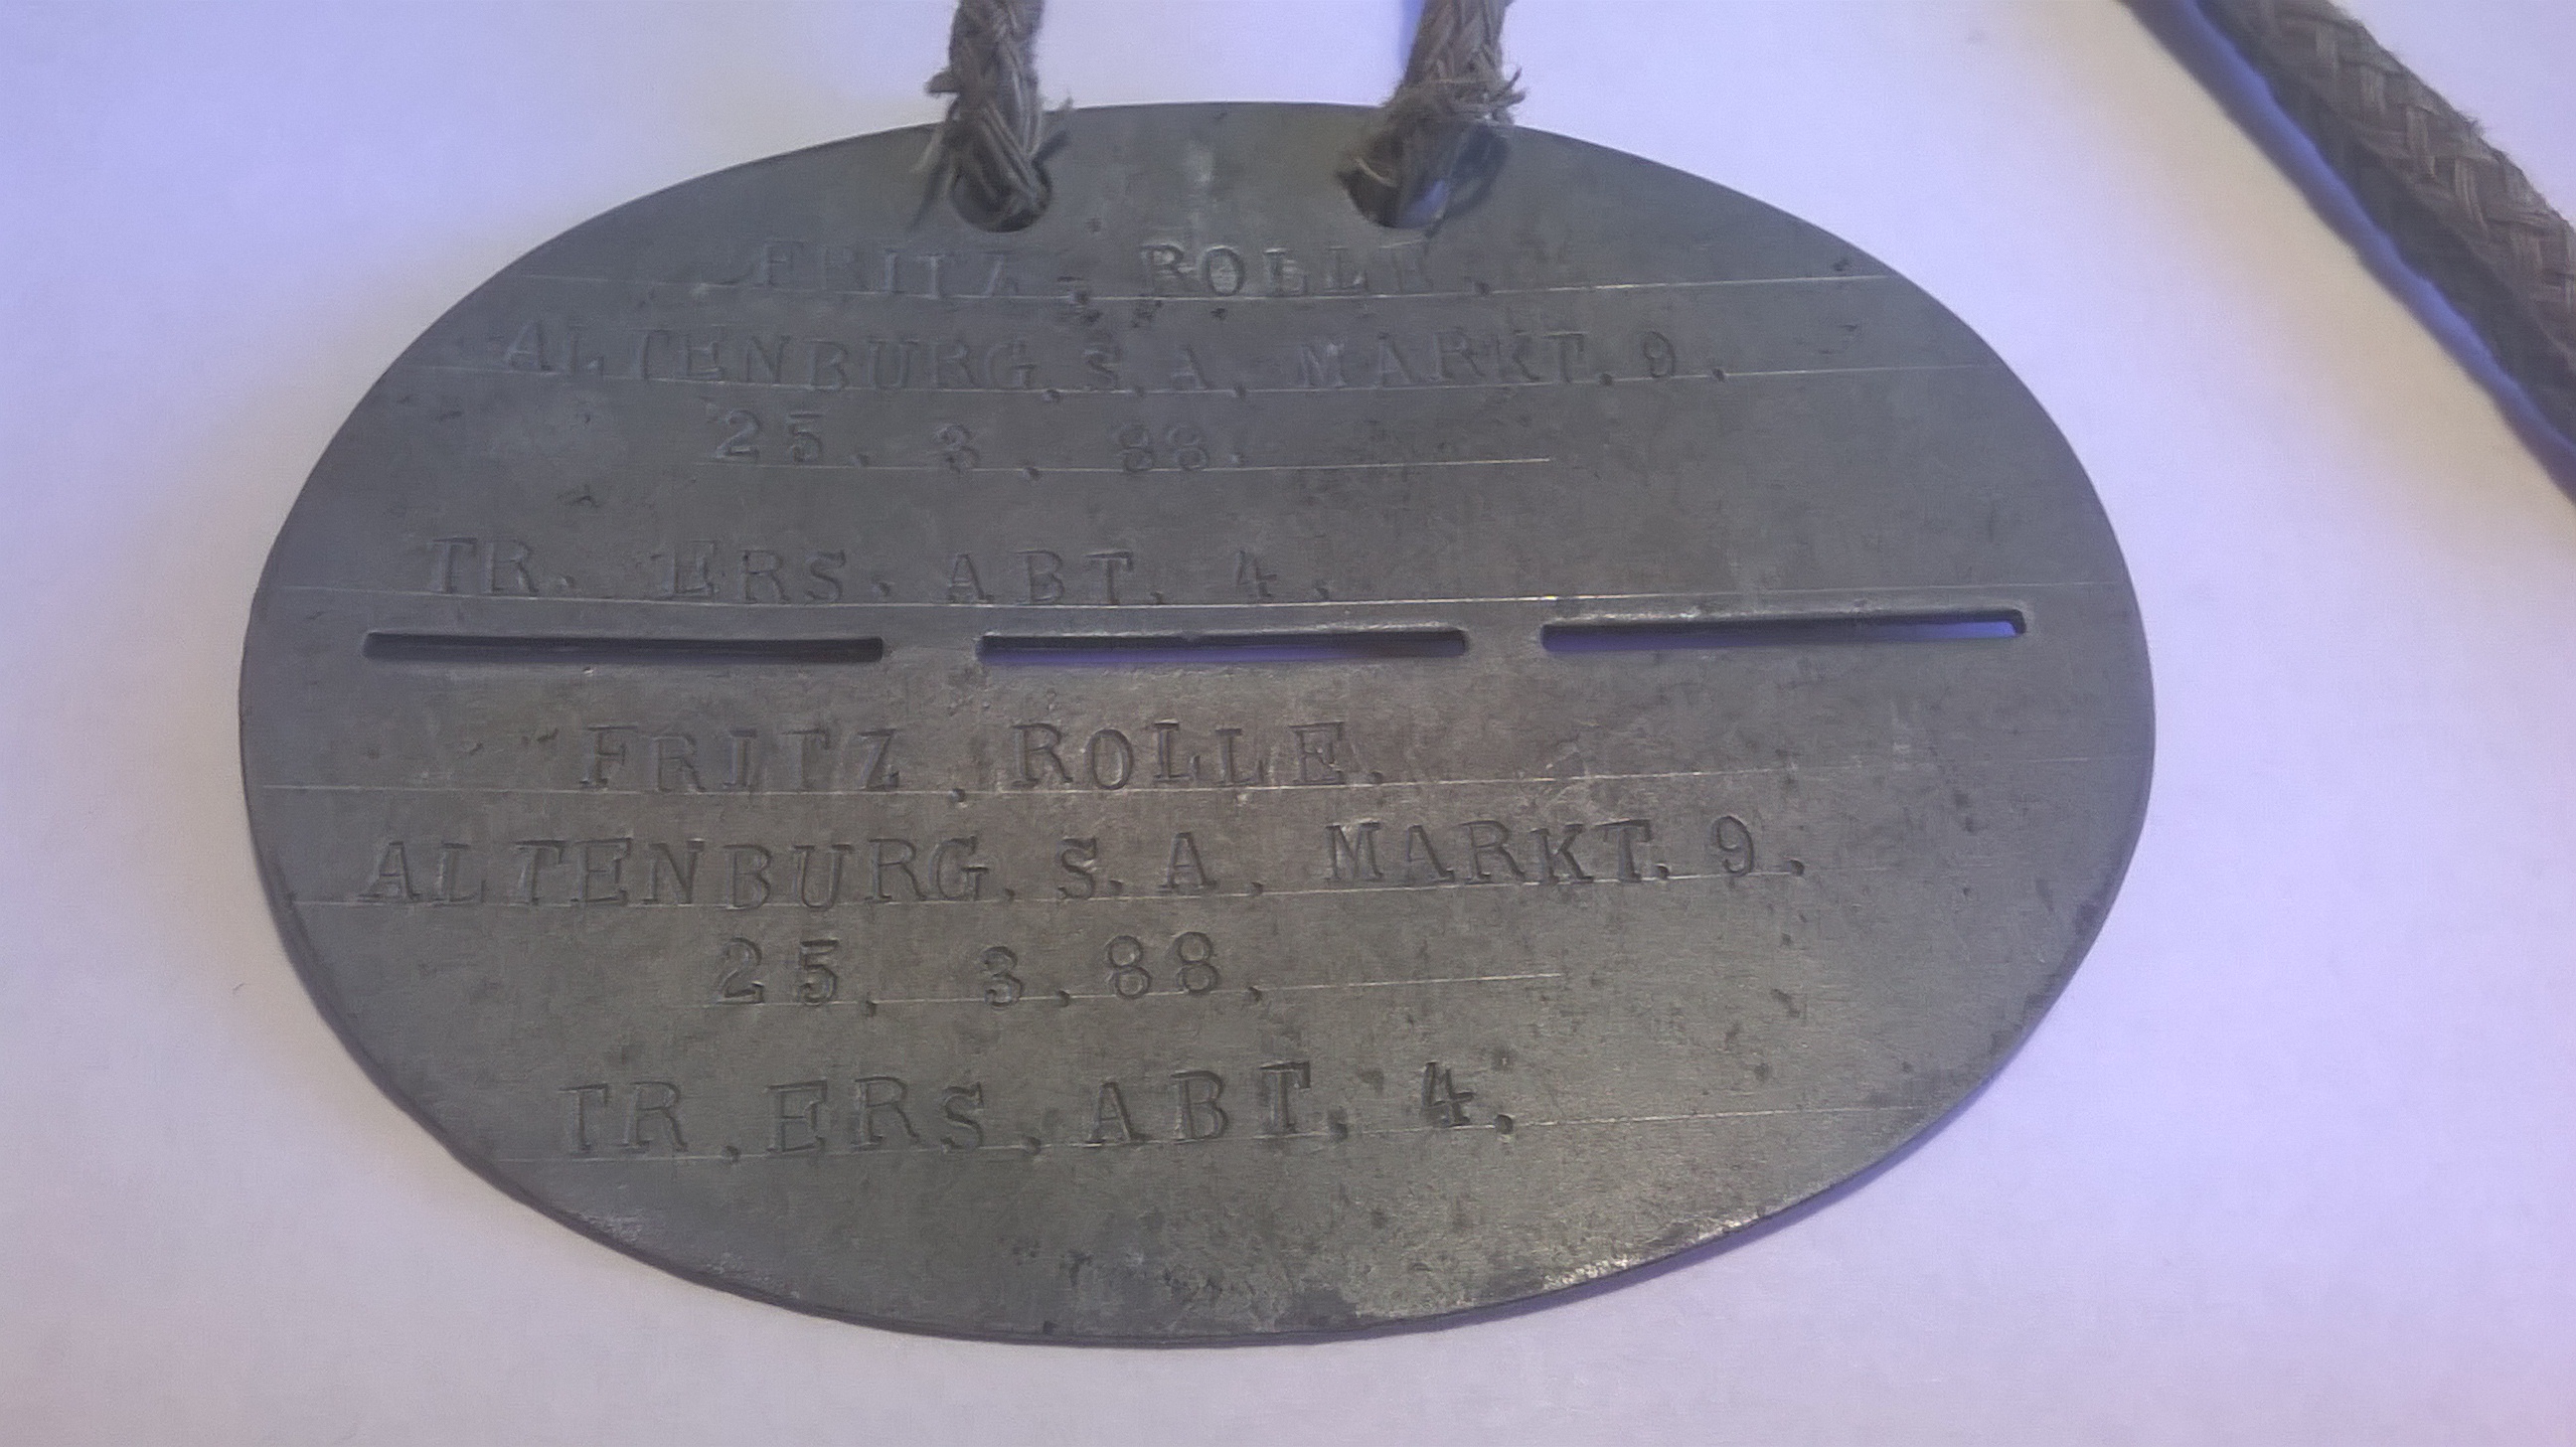 FRITZ. ROLLE.
ALTENBURG. S. A. MARKT. 9.
25. 3. 88.
TR. ERS. ABT. 4.
FRITZ. ROLLE.
ALTENBURG. S. A. MARKT. 9.
25. 3. 88.
TR. ERS. ABT. 4.